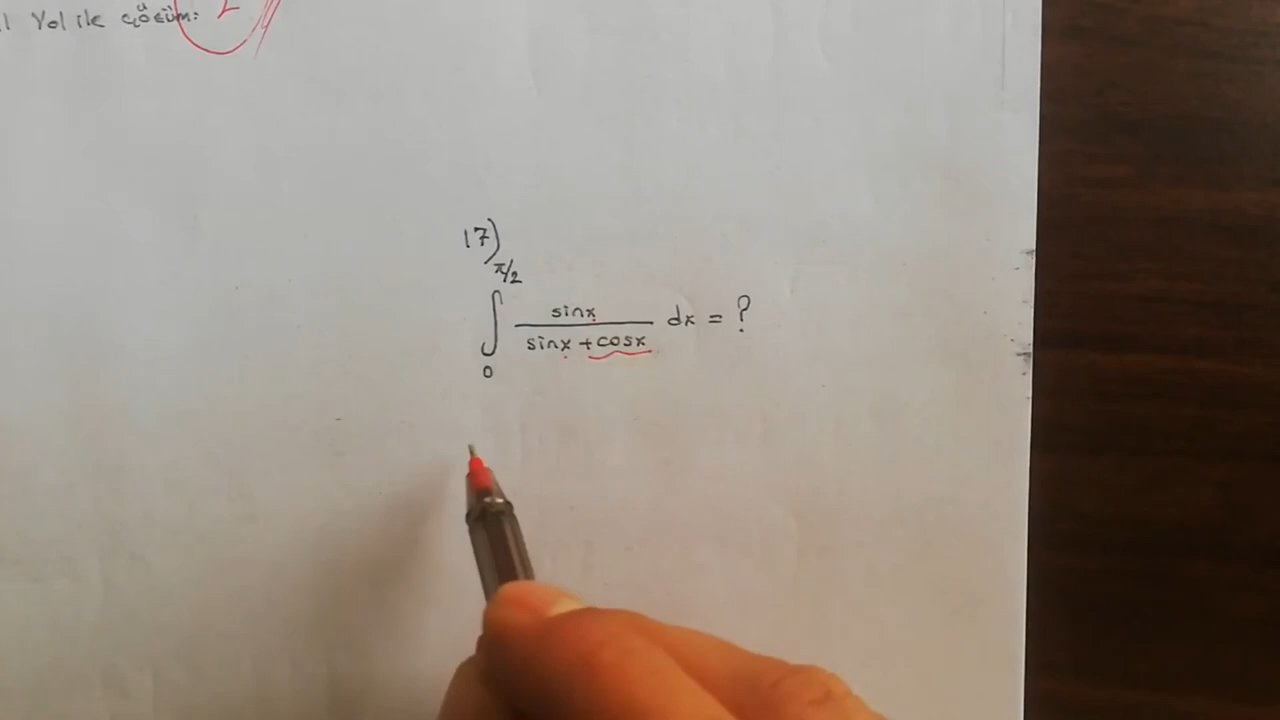 Yol ile çözüm:
17)
π/2
∫ sinx / sinx + cosx dx = ?
0